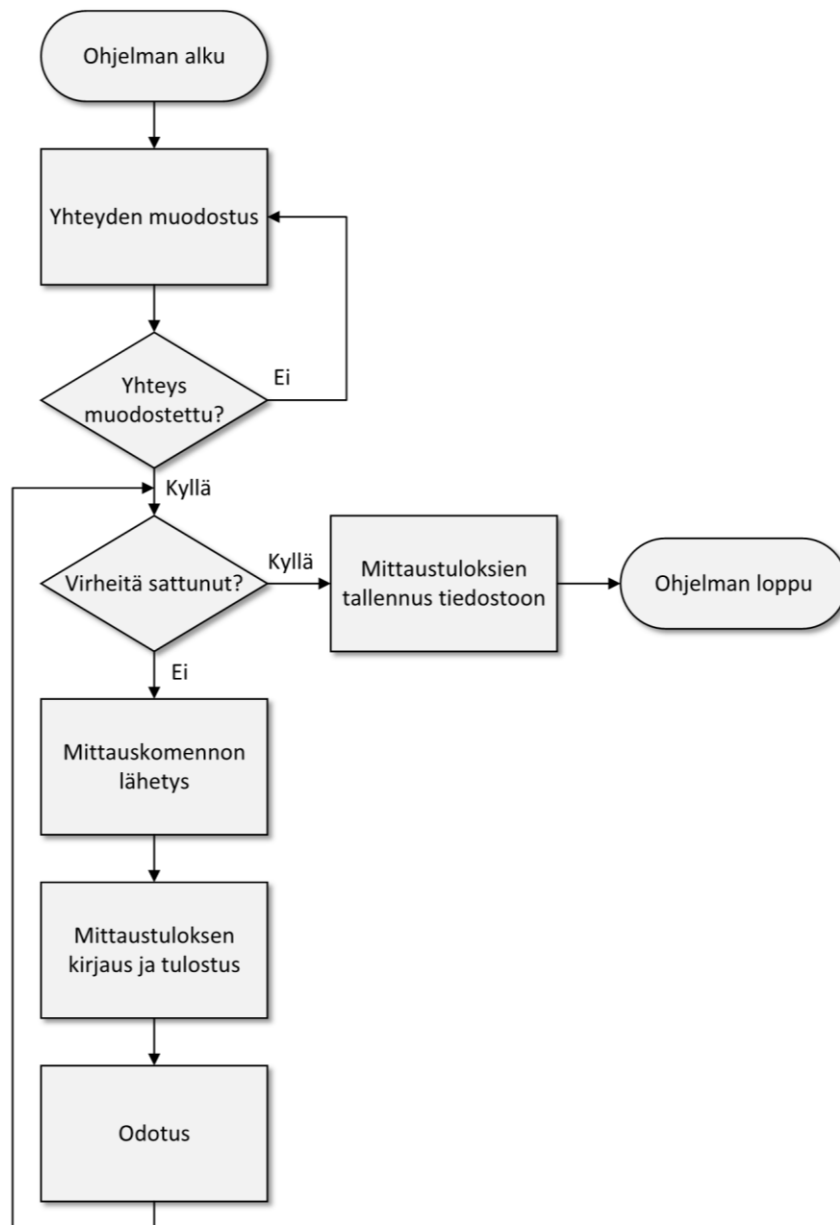 Ohjelman alku
Yhteyden muodostus
Yhteys
muodostettu?
Ei
Kyllä
Virheitä sattunut?
Kyllä
Mittaustuloksien
tallennus tiedostoon
Ohjelman loppu
Ei
Mittauskomennon
lähetys
Mittaustuloksen
kirjaus ja tulostus
Odotus